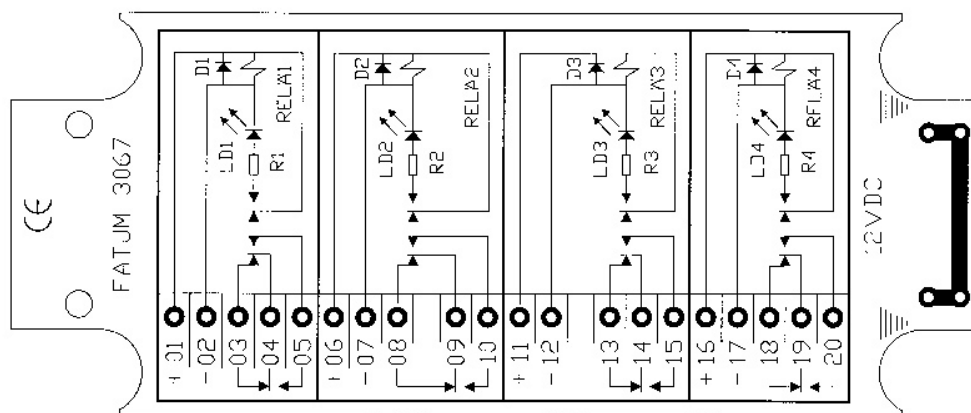 CE
FATJM 3067
D1
RELA1
LD1
R1
D2
RELA2
LD2
R2
D3
RELA3
LD3
R3
D4
RELA4
LD4
R4
12VDC
+01
-02
03
04
05
+06
-07
08
09
10
+11
-12
13
14
15
+16
-17
18
19
20